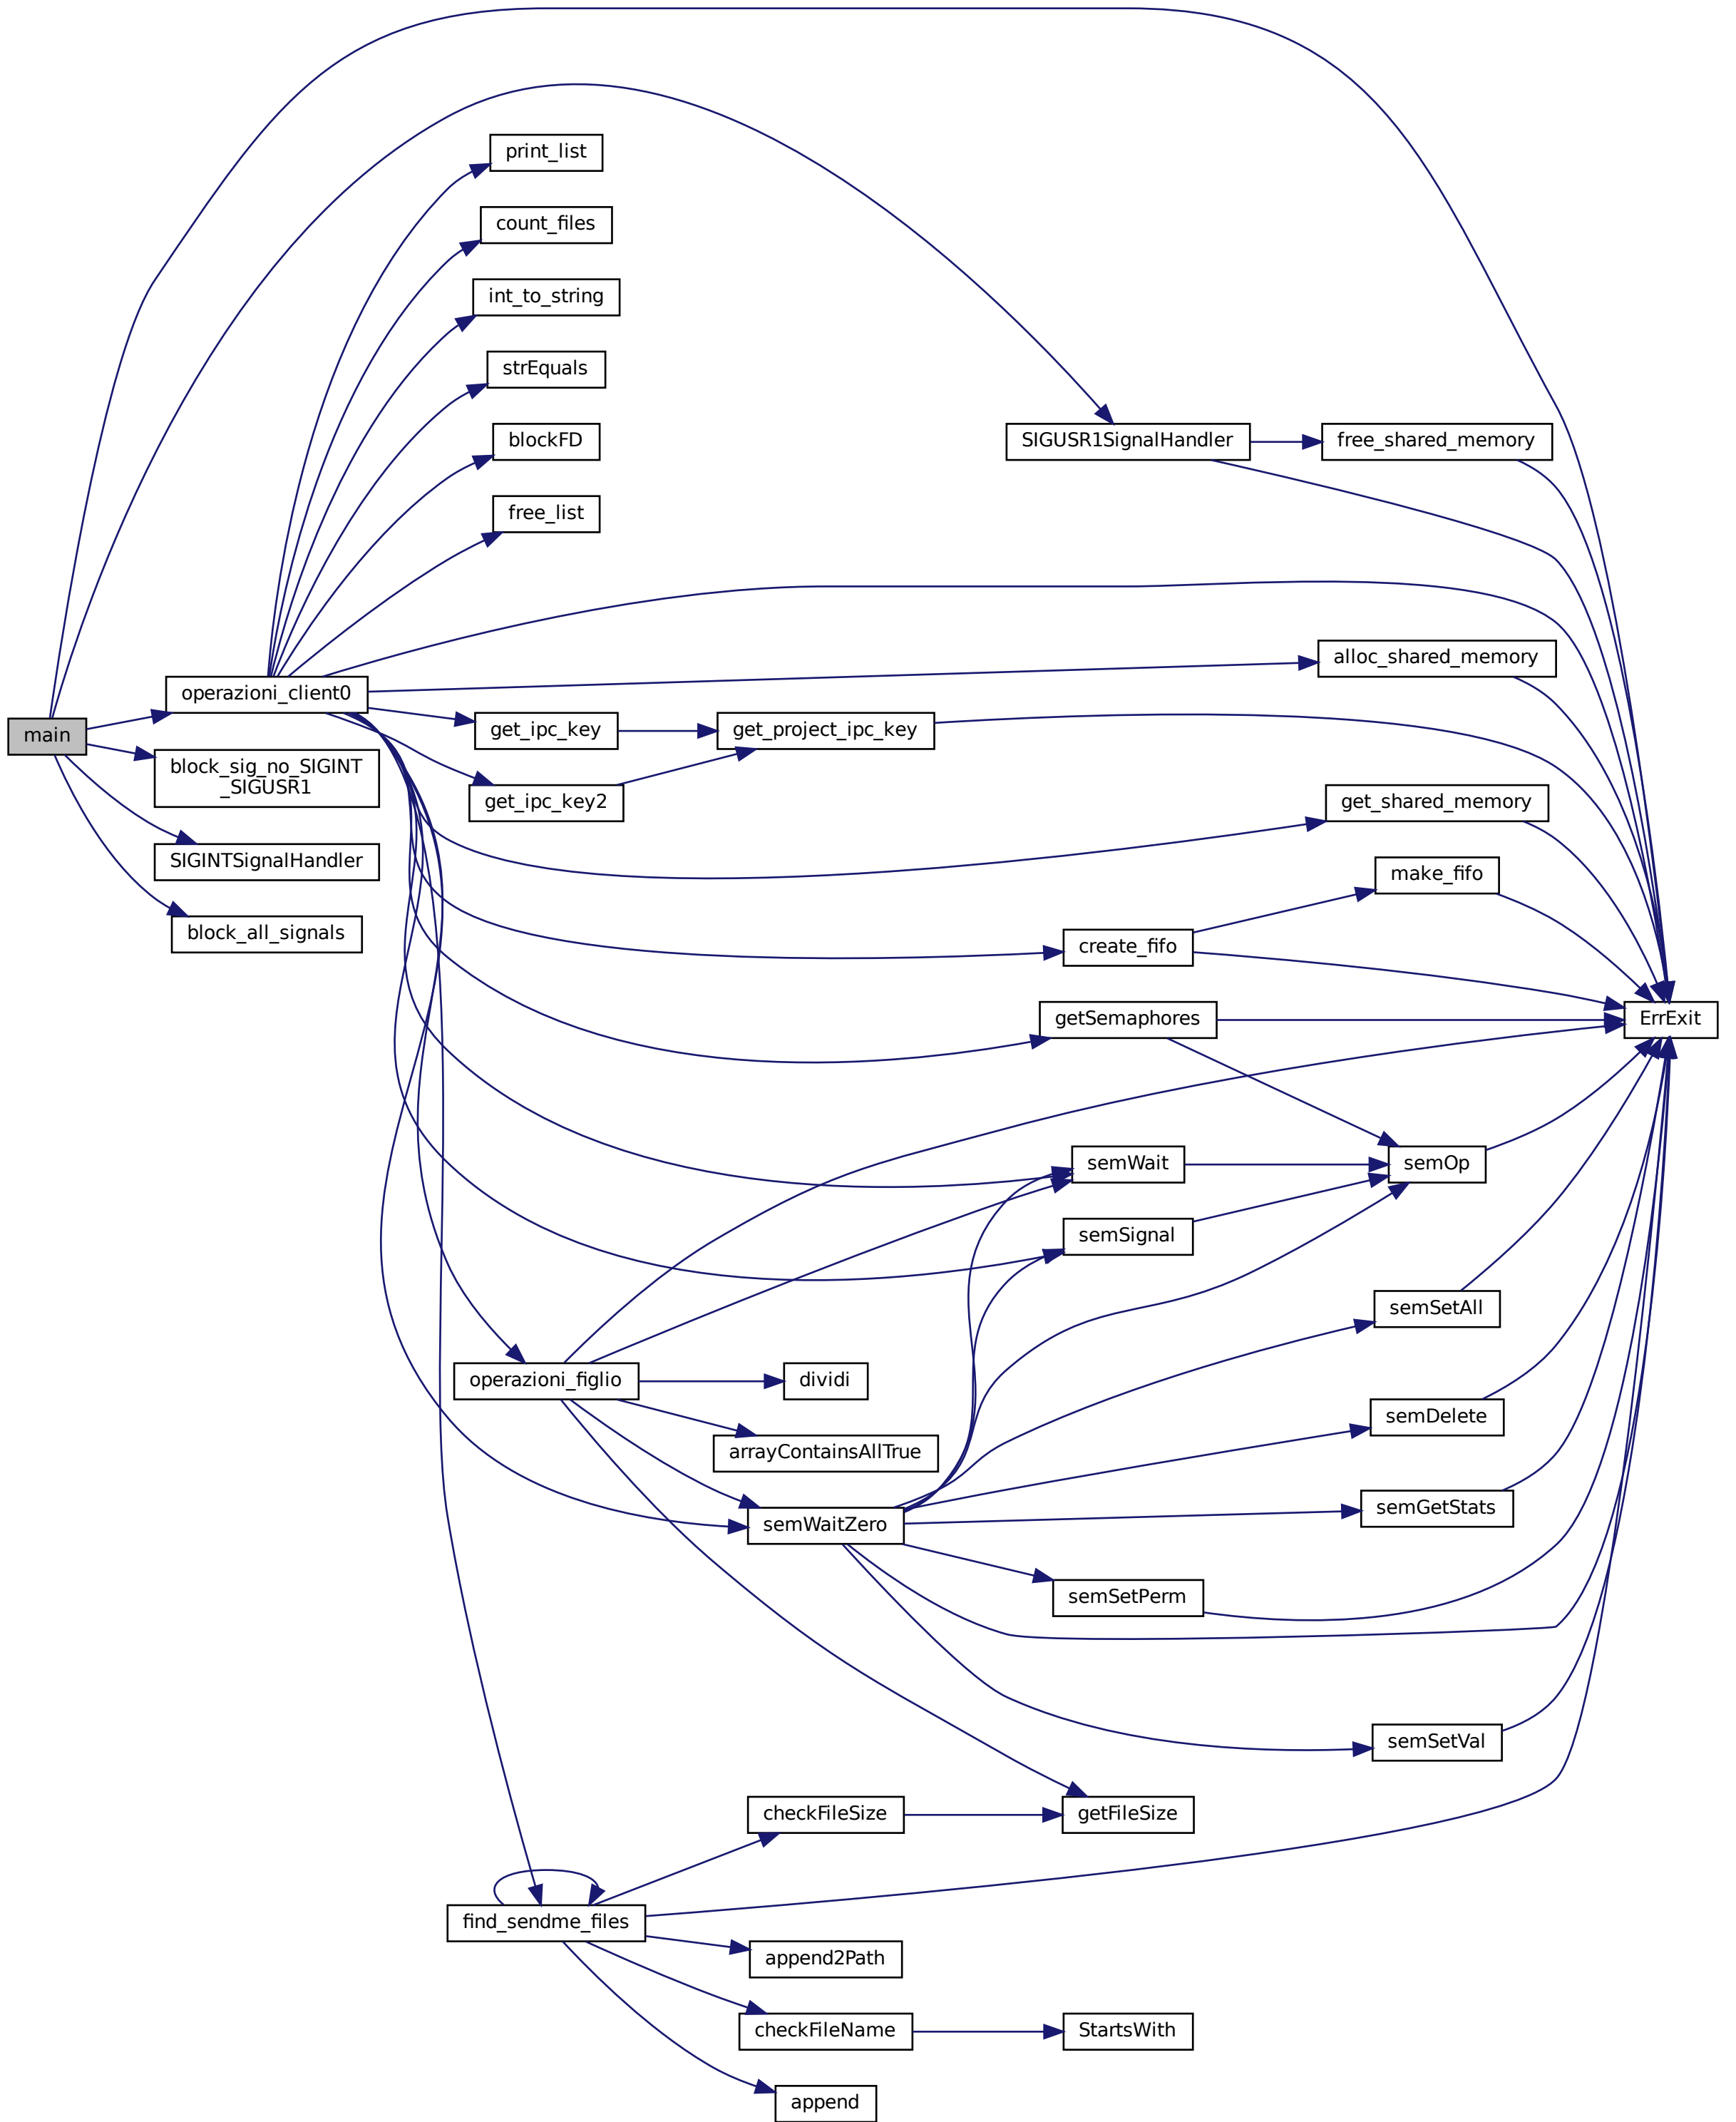 print_list
count_files
int_to_string
strEquals
blockFD
SIGUSR1SignalHandler
free_shared_memory
free_list
alloc_shared_memory
operazioni_client0
main
get_ipc_key
get_project_ipc_key
block_sig_no_SIGINT
_SIGUSR1
get_ipc_key2
get_shared_memory
SIGINTSignalHandler
make_fifo
block_all_signals
create_fifo
getSemaphores
ErrExit
semWait
semOp
semSignal
semSetAll
operazioni_figlio
dividi
semDelete
arrayContainsAllTrue
semGetStats
semWaitZero
semSetPerm
semSetVal
checkFileSize
getFileSize
find_sendme_files
append2Path
checkFileName
StartsWith
append